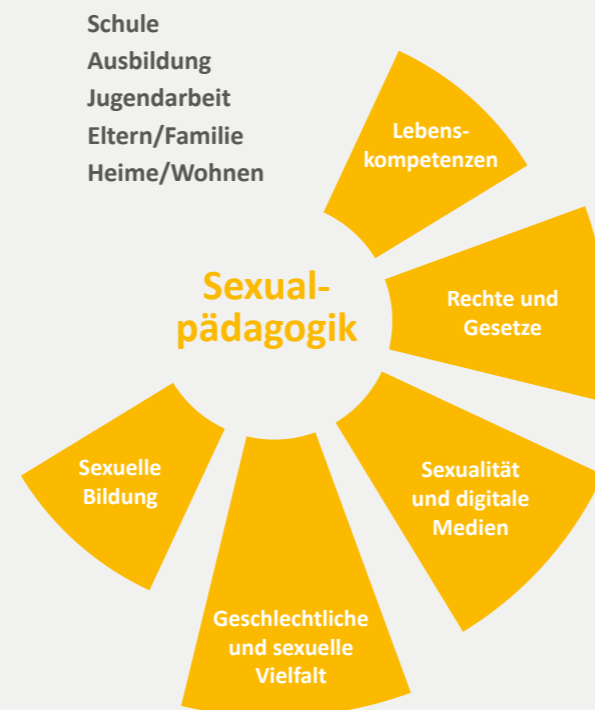 Schule
Ausbildung
Jugendarbeit
Eltern/Familie
Heime/Wohnen
Lebens-
kompetenzen
Sexual-
pädagogik
Rechte und
Gesetze
Sexualität
und digitale
Medien
Sexuelle
Bildung
Geschlechtliche
und sexuelle
Vielfalt